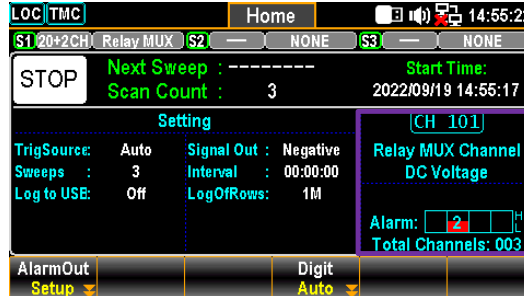 LOC TMC Home 14:55:2
S1 20+2CH Relay MUX S2 — NONE S3 — NONE
STOP
Next Sweep : --------
Scan Count : 3
Start Time:
2022/09/19 14:55:17
Setting
TrigSource: Auto Signal Out : Negative
Sweeps : 3 Interval : 00:00:00
Log to USB: Off LogOfRows: 1M
CH 101
Relay MUX Channel
DC Voltage
Alarm: 2 H L
Total Channels: 003
AlarmOut Digit
Setup Auto